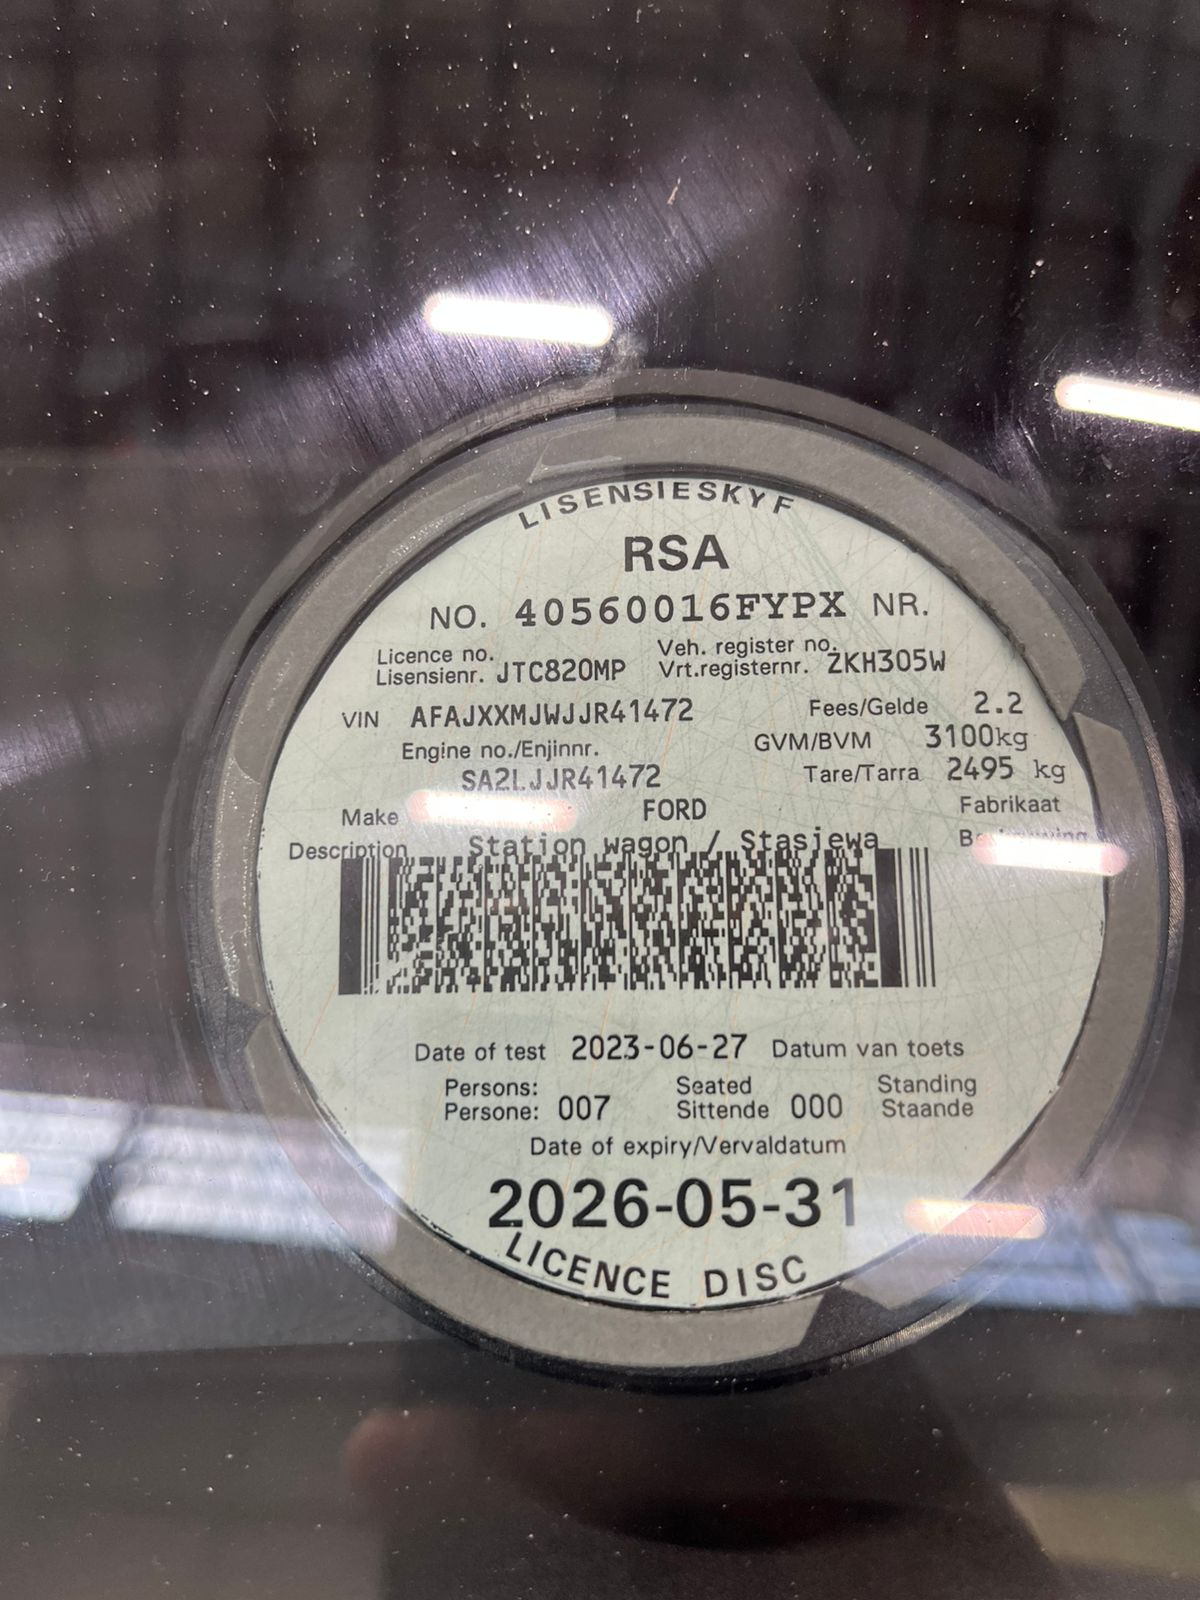 LISENSIESKYF
RSA
NO. 40560016FYPX NR.
Licence no. Veh. register no.
Lisensienr. JTC820MP Vrt.registernr. ZKH305W
VIN AFAJXXMJWJJR41472 Fees/Gelde 2.2
Engine no./Enjinnr. GVM/BVM 3100kg
SA2LJJR41472 Tare/Tarra 2495 kg
Make FORD Fabrikaat
Description Station wagon / Stasiewa
Date of test 2023-06-27 Datum van toets
Persons: Seated Standing
Persone: 007 Sittende 000 Staande
Date of expiry/Vervaldatum
2026-05-31
LICENCE DISC